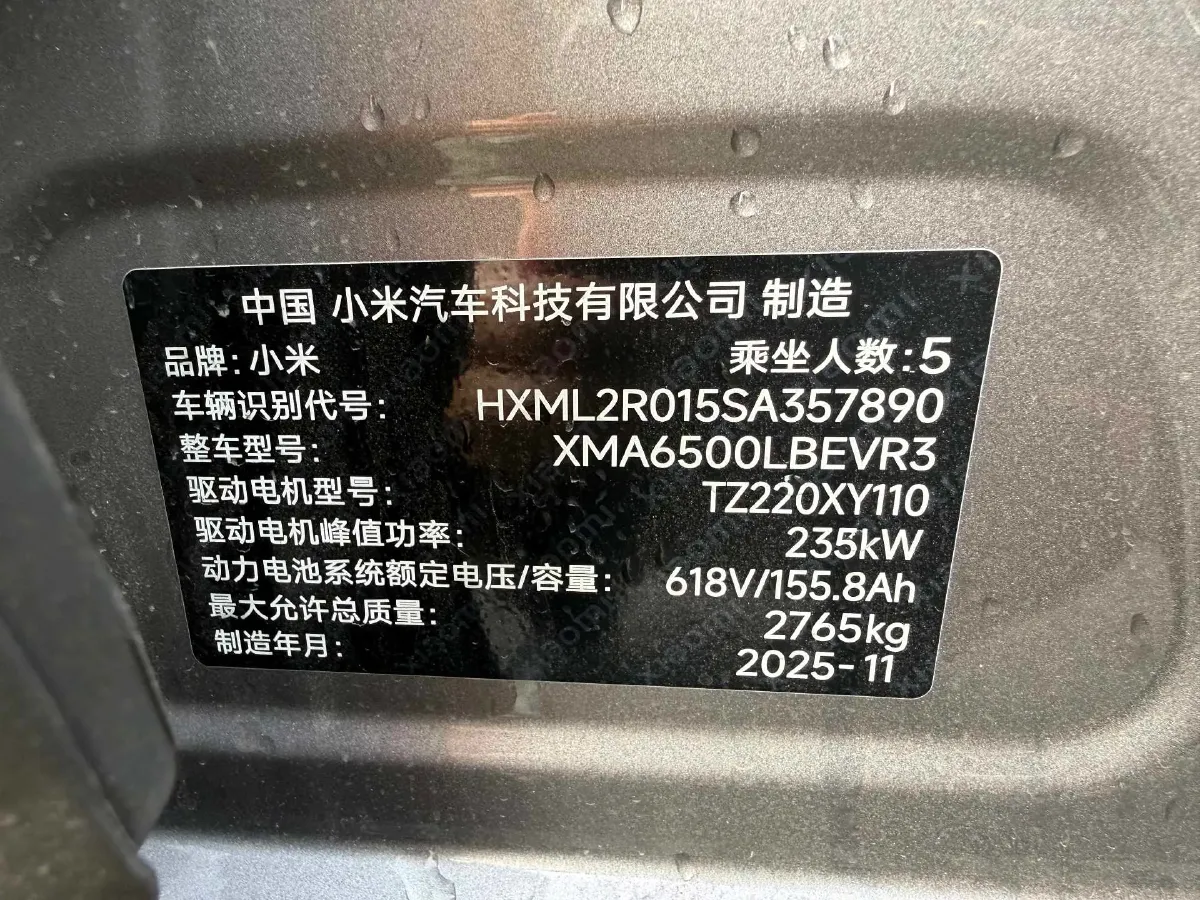 中国 小米汽车科技有限公司 制造
品牌: 小米 乘坐人数: 5
车辆识别代号: HXML2R015SA357890
整车型号: XMA6500LBEVR3
驱动电机型号: TZ220XY110
驱动电机峰值功率: 235kW
动力电池系统额定电压/容量: 618V/155.8Ah
最大允许总质量: 2765kg
制造年月: 2025-11